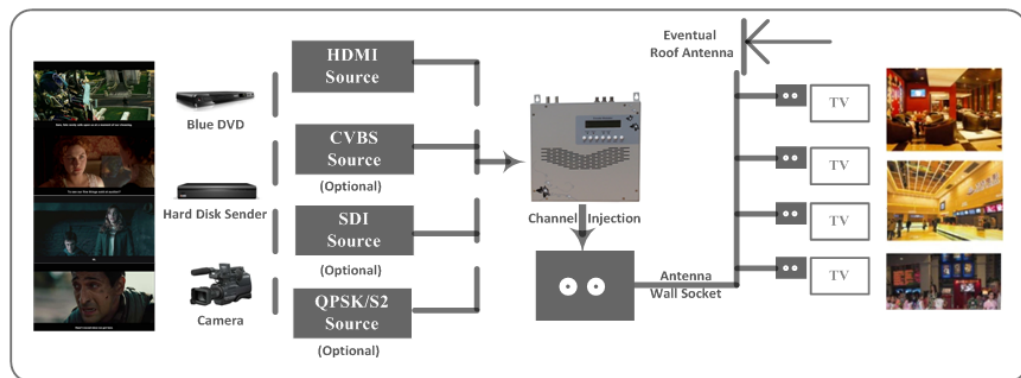 Blue DVD
Hard Disk Sender
Camera
HDMI
Source
CVBS
Source
(Optional)
SDI
Source
(Optional)
QPSK/S2
Source
(Optional)
Channel Injection
Antenna
Wall Socket
Eventual
Roof Antenna
TV
TV
TV
TV